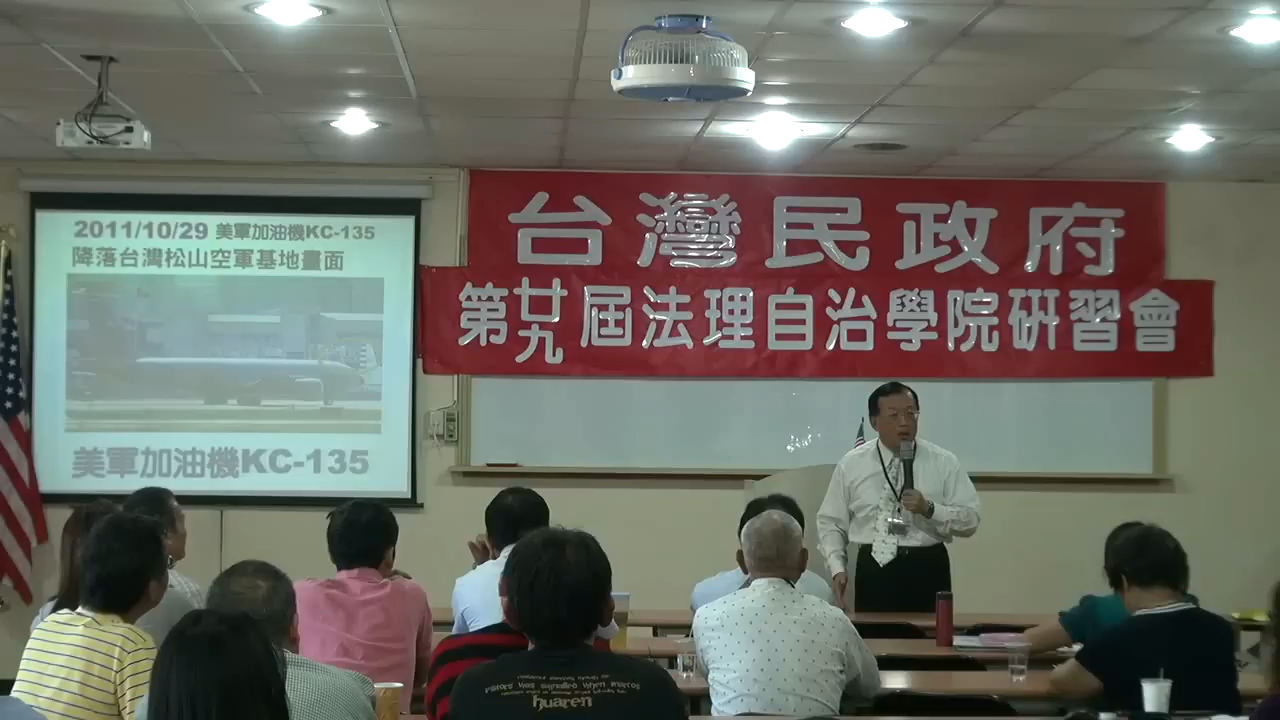 2011/10/29 美軍加油機KC-135
降落台灣松山空軍基地畫面
美軍加油機KC-135
台灣民政府
第廿九屆法理自治學院研習會
huaren